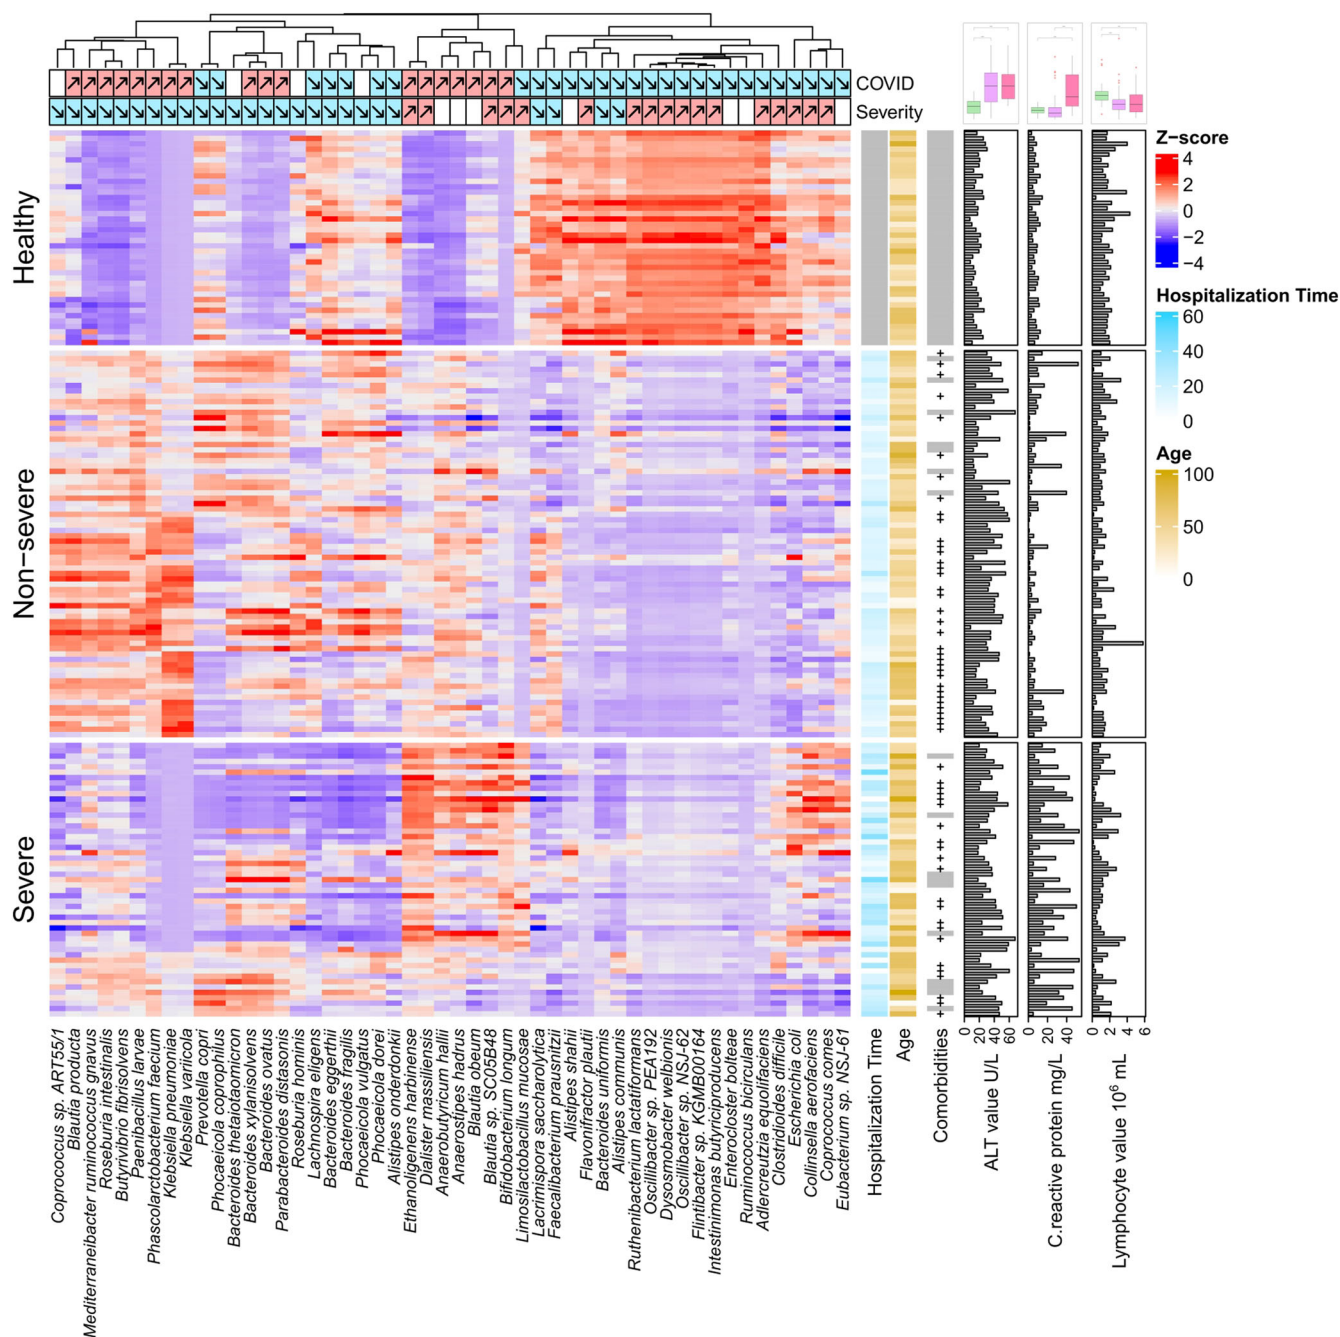 COVID
Severity
Z−score
4
2
0
−2
−4
Hospitalization Time
60
40
20
0
Age
100
50
0
Healthy
Non−severe
Severe
Coprococcus sp. ART55/1
Blautia producta
Mediterraneibacter ruminococcus gnavus
Roseburia intestinalis
Butyrivibrio fibrisolvens
Paenibacillus larvae
Phascolarctobacterium faecium
Klebsiella pneumoniae
Klebsiella variicola
Prevotella copri
Phocaeicola coprophilus
Bacteroides thetaiotaomicron
Bacteroides xylanisolvens
Bacteroides ovatus
Parabacteroides distasonis
Roseburia hominis
Lachnospira eligens
Bacteroides eggerthii
Bacteroides fragilis
Phocaeicola vulgatus
Phocaeicola dorei
Alistipes onderdonkii
Ethanoligenens harbinense
Dialister massiliensis
Anaerobutyricum hallii
Anaerostipes hadrus
Blautia obeum
Blautia sp. SC05B48
Bifidobacterium longum
Limosilactobacillus mucosae
Lacrimispora saccharolytica
Faecalibacterium prausnitzii
Alistipes shahii
Flavonifractor plautii
Bacteroides uniformis
Alistipes communis
Ruthenibacterium lactatiformans
Oscillibacter sp. PEA192
Dysosmobacter welbionis
Oscillibacter sp. NSJ-62
Flintibacter sp. KGMB00164
Intestinimonas butyriciproducens
Enterocloster bolteae
Ruminococcus bicirculans
Adlercreutzia equolifaciens
Clostridioides difficile
Escherichia coli
Collinsella aerofaciens
Coprococcus comes
Eubacterium sp. NSJ-61
Hospitalization Time
Age
Comorbidities
0
20
40
60
ALT value U/L
0
20
40
C.reactive protein mg/L
0
2
4
6
Lymphocyte value 10⁶ mL